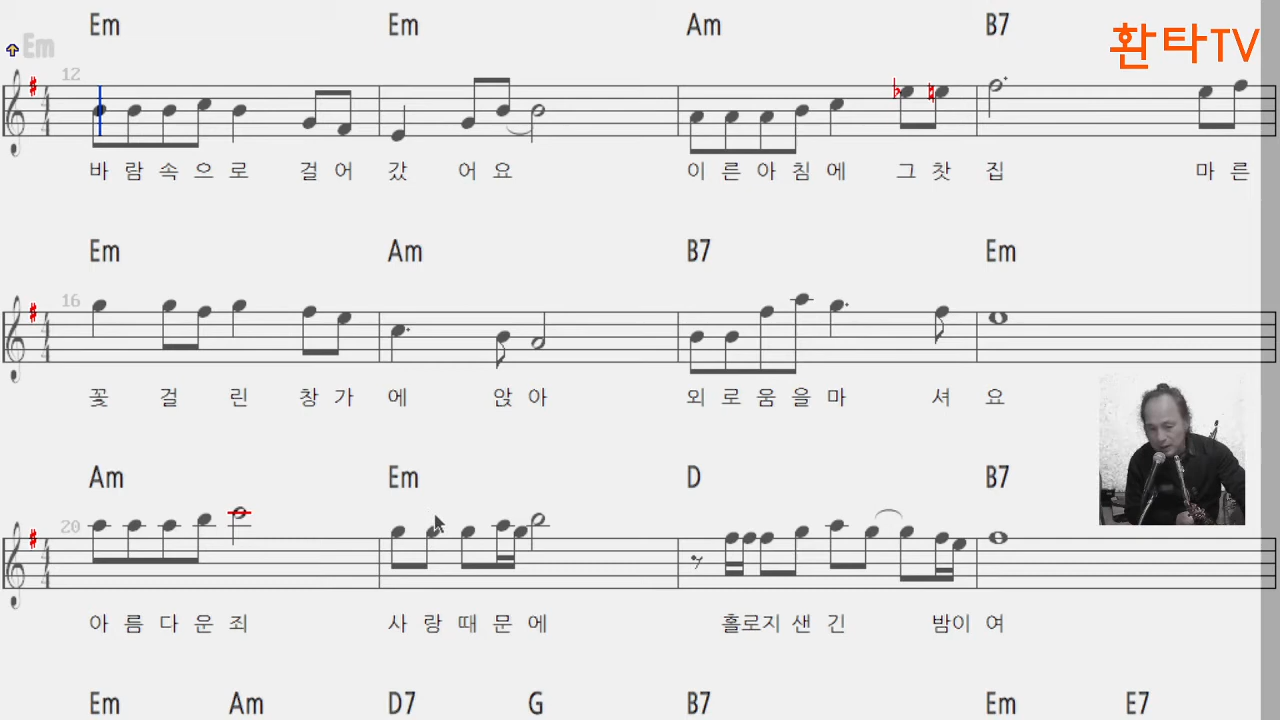 Em Em Am B7
환타TV
Em
12
바 람 속 으 로 걸 어 갔 어 요 이 른 아 침 에 그 찻 집 마 른
Em Am B7 Em
16
꽃 걸 린 창 가 에 앉 아 외 로 움 을 마 셔 요
Am Em D B7
20
아 름 다 운 죄 사 랑 때 문 에 홀로지 샌 긴 밤이 여
Em Am D7 G B7 Em E7